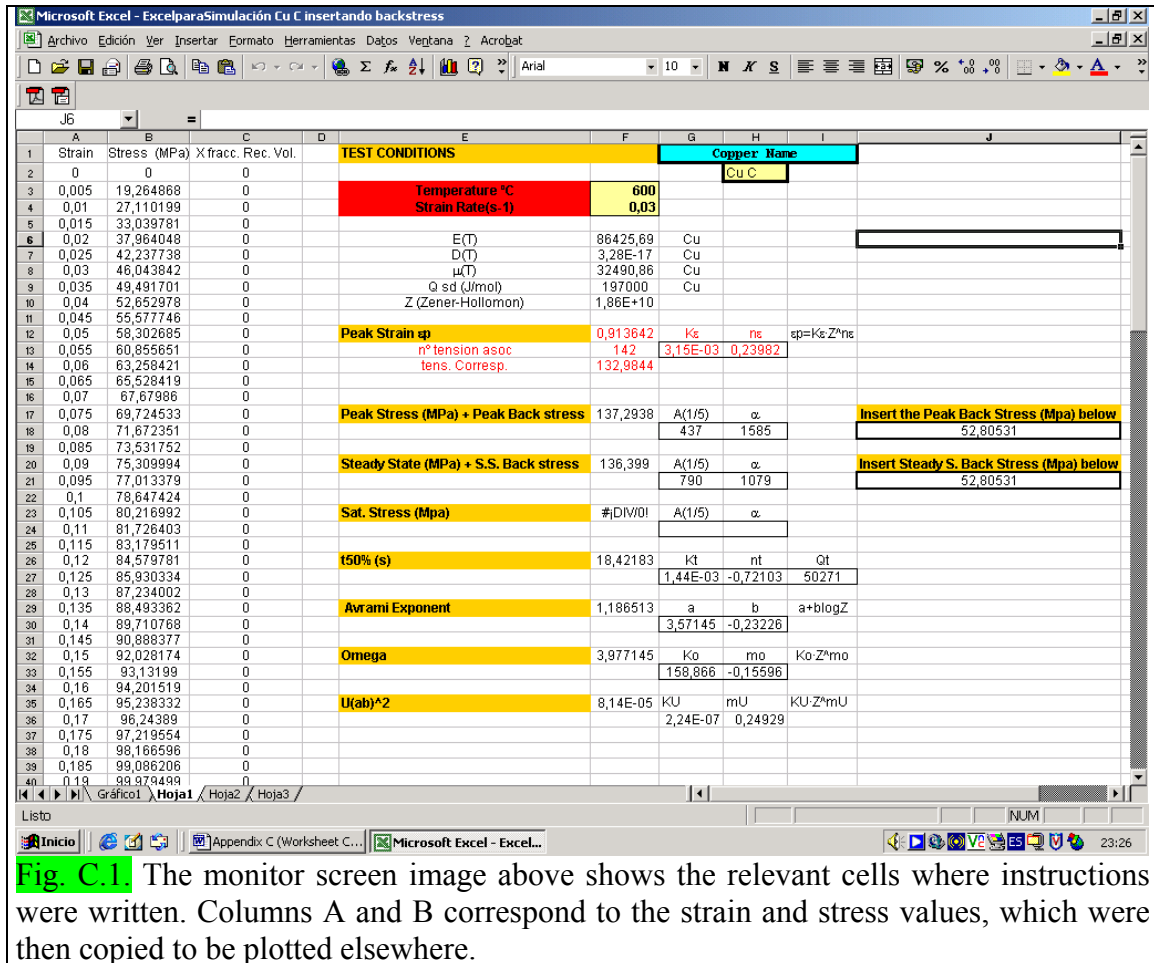 Microsoft Excel - ExcelparaSimulación Cu C insertando backstress
Archivo Edición Ver Insertar Formato Herramientas Datos Ventana ? Acrobat
Arial 10 N K S
J6 =
A B C D E F G H I J
1 Strain Stress (MPa) X fracc. Rec. Vol. TEST CONDITIONS Copper Name
2 0 0 0 Cu C
3 0,005 19,264868 0 Temperature ºC 600
4 0,01 27,110199 0 Strain Rate(s-1) 0,03
5 0,015 33,039781 0
6 0,02 37,964048 0 E(T) 86425,69 Cu
7 0,025 42,237738 0 D(T) 3,28E-17 Cu
8 0,03 46,043842 0 µ(T) 32490,86 Cu
9 0,035 49,491701 0 Q sd (J/mol) 197000 Cu
10 0,04 52,652978 0 Z (Zener-Hollomon) 1,86E+10
11 0,045 55,577746 0
12 0,05 58,302685 0 Peak Strain εp 0,913642 Kε nε εp=Kε·Z^nε
13 0,055 60,855651 0 nº tension asoc 142 3,15E-03 0,23982
14 0,06 63,258421 0 tens. Corresp. 132,9844
15 0,065 65,528419 0
16 0,07 67,67986 0
17 0,075 69,724533 0 Peak Stress (MPa) + Peak Back stress 137,2938 A(1/5) α Insert the Peak Back Stress (Mpa) below
18 0,08 71,672351 0 437 1585 52,80531
19 0,085 73,531752 0
20 0,09 75,309994 0 Steady State (MPa) + S.S. Back stress 136,399 A(1/5) α Insert Steady S. Back Stress (Mpa) below
21 0,095 77,013379 0 790 1079 52,80531
22 0,1 78,647424 0
23 0,105 80,216992 0 Sat. Stress (Mpa) #¡DIV/0! A(1/5) α
24 0,11 81,726403 0
25 0,115 83,179511 0
26 0,12 84,579781 0 t50% (s) 18,42183 Kt nt Qt
27 0,125 85,930334 0 1,44E-03 -0,72103 50271
28 0,13 87,234002 0
29 0,135 88,493362 0 Avrami Exponent 1,186513 a b a+blogZ
30 0,14 89,710768 0 3,57145 -0,23226
31 0,145 90,888377 0
32 0,15 92,028174 0 Omega 3,977145 Ko mo Ko·Z^mo
33 0,155 93,13199 0 158,866 -0,15596
34 0,16 94,201519 0
35 0,165 95,238332 0 U(ab)^2 8,14E-05 KU mU KU·Z^mU
36 0,17 96,24389 0 2,24E-07 0,24929
37 0,175 97,219554 0
38 0,18 98,166596 0
39 0,185 99,086206 0
40 0,19 99,979499 0
Gráfico1 Hoja1 Hoja2 Hoja3
Listo NUM
Inicio Appendix C (Worksheet C... Microsoft Excel - Excel... ES 23:26
Fig. C.1. The monitor screen image above shows the relevant cells where instructions
were written. Columns A and B correspond to the strain and stress values, which were
then copied to be plotted elsewhere.